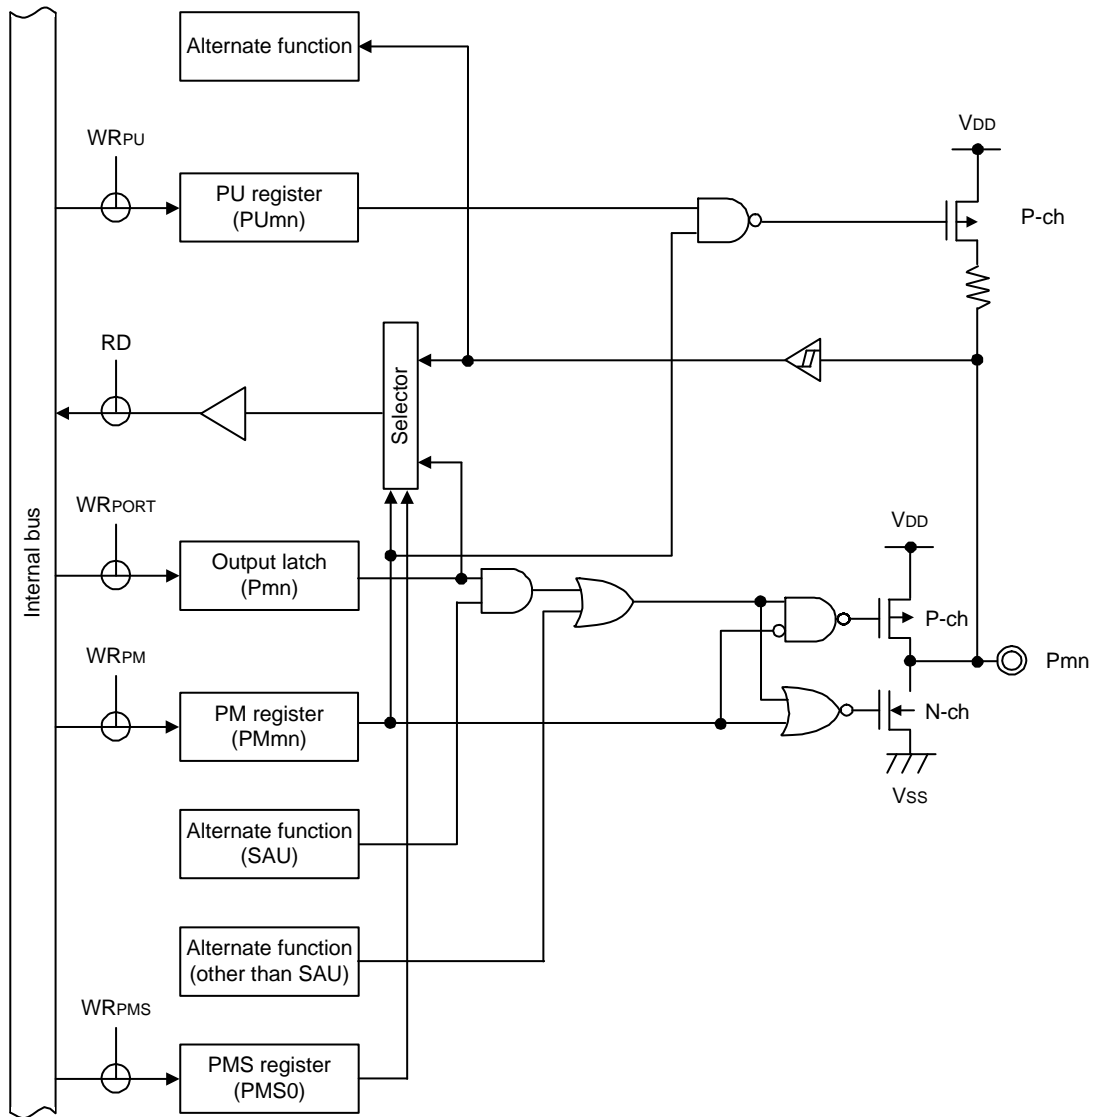 Alternate function
WRPU
VDD
PU register
(PUmn)
P-ch
RD
Selector
Internal bus
WRPORT
Output latch
(Pmn)
VDD
P-ch
WRPM
Pmn
PM register
(PMmn)
N-ch
VSS
Alternate function
(SAU)
Alternate function
(other than SAU)
WRPMS
PMS register
(PMS0)